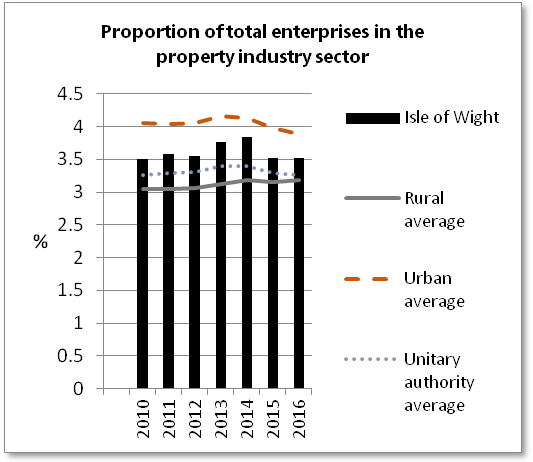 Proportion of total enterprises in the
property industry sector
4.5
4
3.5
3
2.5
2
1.5
1
0.5
0
%
2010
2011
2012
2013
2014
2015
2016
Isle of Wight
Rural
average
Urban
average
Unitary
authority
average